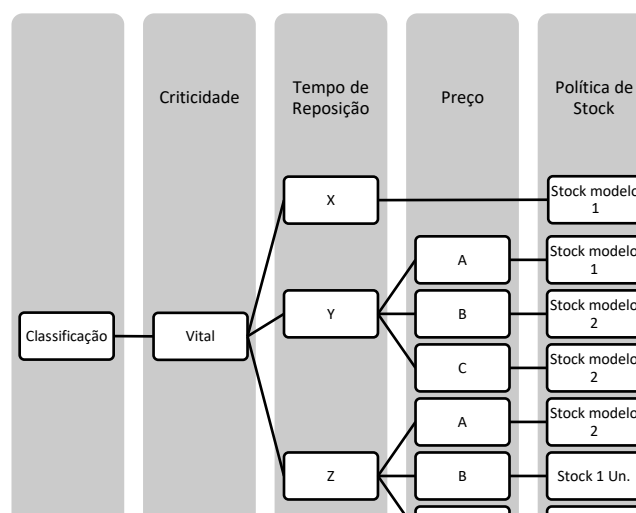 Criticidade
Tempo de
Reposição
Preço
Política de
Stock
X
Stock modelo
1
A
Stock modelo
1
Classificação
Vital
Y
B
Stock modelo
2
C
Stock modelo
2
A
Stock modelo
2
Z
B
Stock 1 Un.